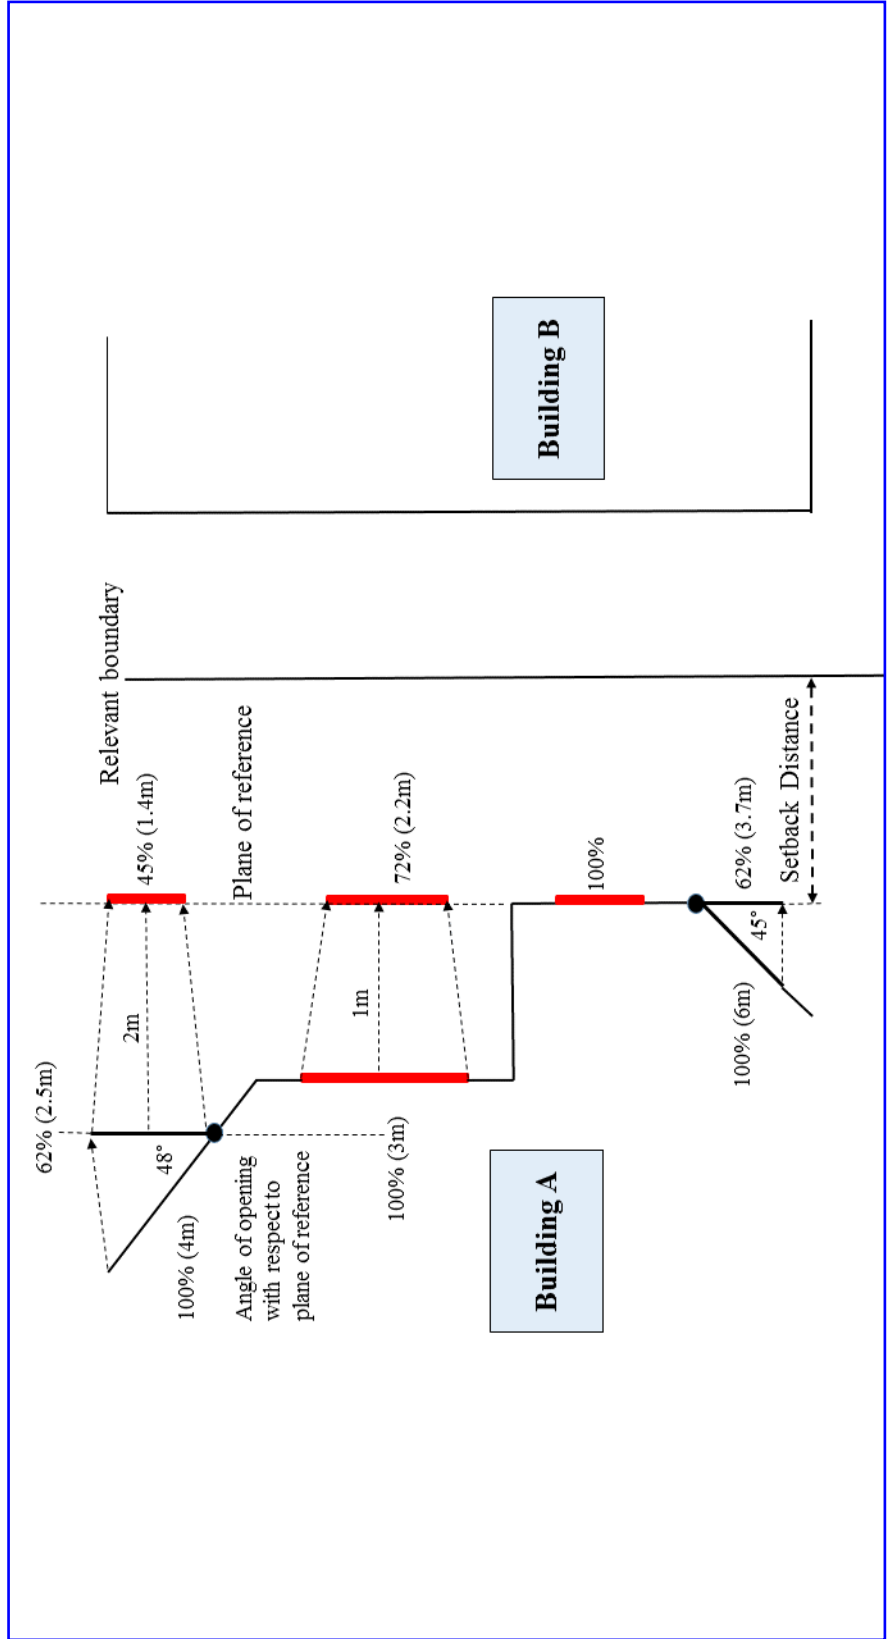 62% (2.5m)
48°
100% (4m)
2m
45% (1.4m)
Relevant boundary
Angle of opening
with respect to
plane of reference
Plane of reference
100% (3m)
1m
72% (2.2m)
Building A
Building B
100%
100% (6m)
45°
62% (3.7m)
Setback Distance